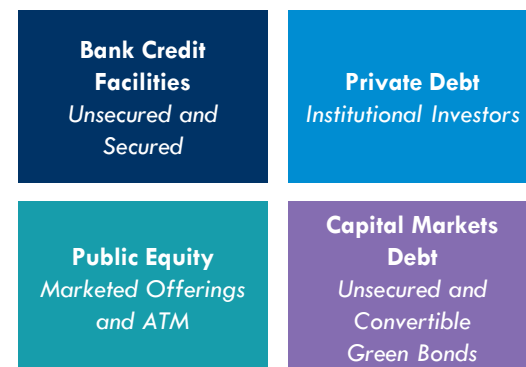 Bank Credit
Facilities
Unsecured and
Secured
Private Debt
Institutional Investors
Public Equity
Marketed Offerings
and ATM
Capital Markets
Debt
Unsecured and
Convertible
Green Bonds